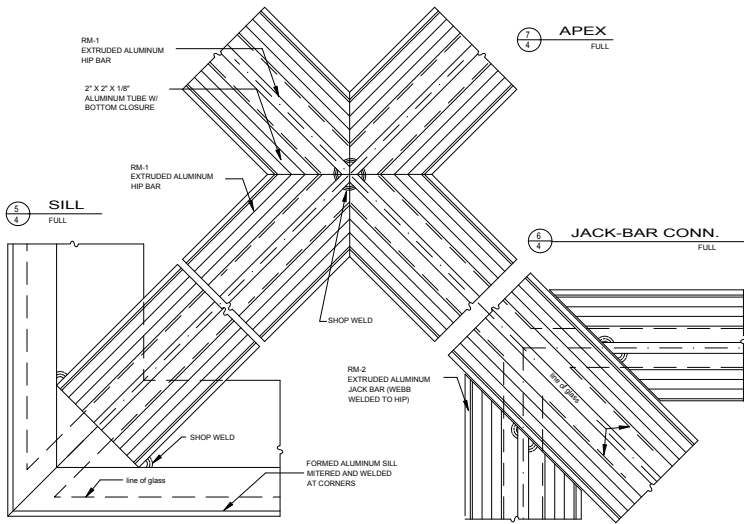 RM-1
EXTRUDED ALUMINUM
HIP BAR
7
4
APEX
FULL
2" X 2" X 1/8"
ALUMINUM TUBE W/
BOTTOM CLOSURE
RM-1
EXTRUDED ALUMINUM
HIP BAR
5
4
SILL
FULL
6
4
JACK-BAR CONN.
FULL
SHOP WELD
RM-2
EXTRUDED ALUMINUM
JACK BAR (WEBB
WELDED TO HIP)
line of glass
SHOP WELD
FORMED ALUMINUM SILL
MITERED AND WELDED
AT CORNERS
line of glass